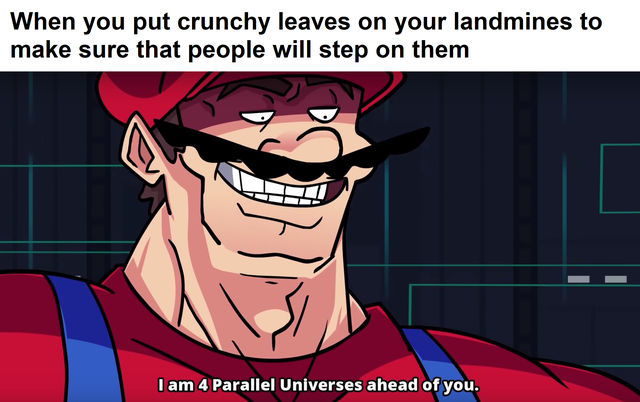 When you put crunchy leaves on your landmines to
make sure that people will step on them
I am 4 Parallel Universes ahead of you.